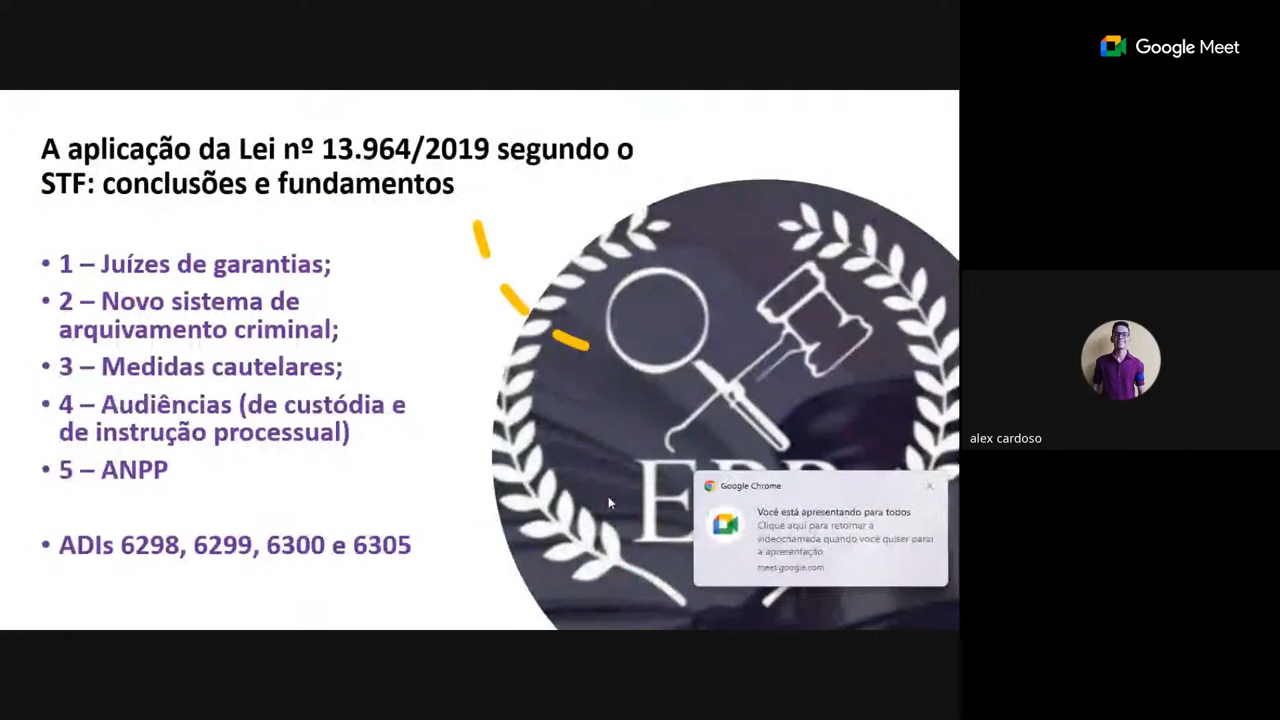 Google Meet
A aplicação da Lei nº 13.964/2019 segundo o
STF: conclusões e fundamentos
• 1 – Juízes de garantias;
• 2 – Novo sistema de
arquivamento criminal;
• 3 – Medidas cautelares;
• 4 – Audiências (de custódia e
de instrução processual)
• 5 – ANPP
• ADIs 6298, 6299, 6300 e 6305
Google Chrome
Você está apresentando para todos
Clique aqui para retornar à
videochamada quando você quiser parar
a apresentação
meet.google.com
alex cardoso